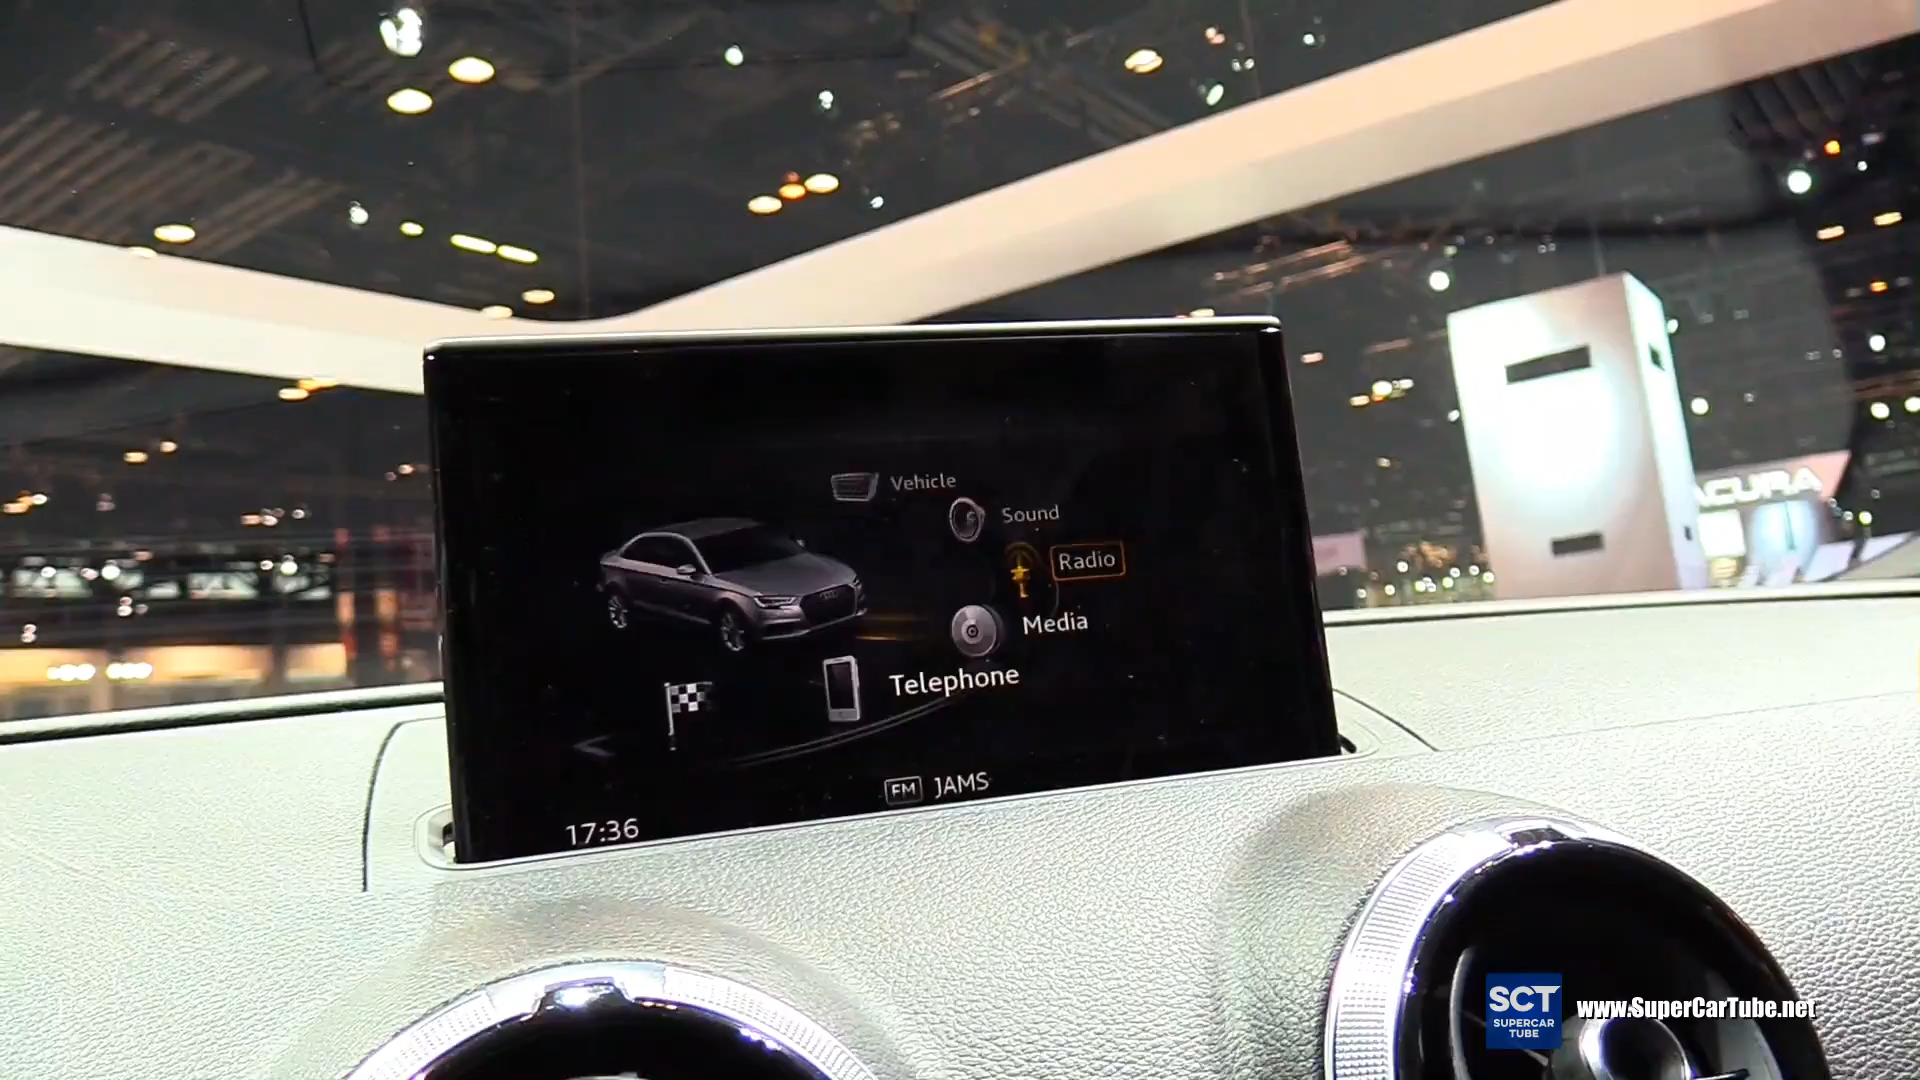 Vehicle
Sound
Radio
Media
Telephone
FM JAMS
17:36
ACURA
SCT
SUPERCAR
TUBE
www.SuperCarTube.net